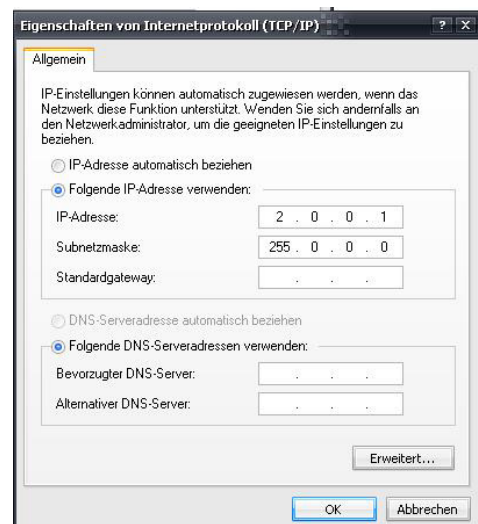 Eigenschaften von Internetprotokoll (TCP/IP)
Allgemein
IP-Einstellungen können automatisch zugewiesen werden, wenn das
Netzwerk diese Funktion unterstützt. Wenden Sie sich andernfalls an
den Netzwerkadministrator, um die geeigneten IP-Einstellungen zu
beziehen.
IP-Adresse automatisch beziehen
Folgende IP-Adresse verwenden:
IP-Adresse: 2 . 0 . 0 . 1
Subnetzmaske: 255 . 0 . 0 . 0
Standardgateway: . . .
DNS-Serveradresse automatisch beziehen
Folgende DNS-Serveradressen verwenden:
Bevorzugter DNS-Server: . . .
Alternativer DNS-Server: . . .
Erweitert...
OK Abbrechen